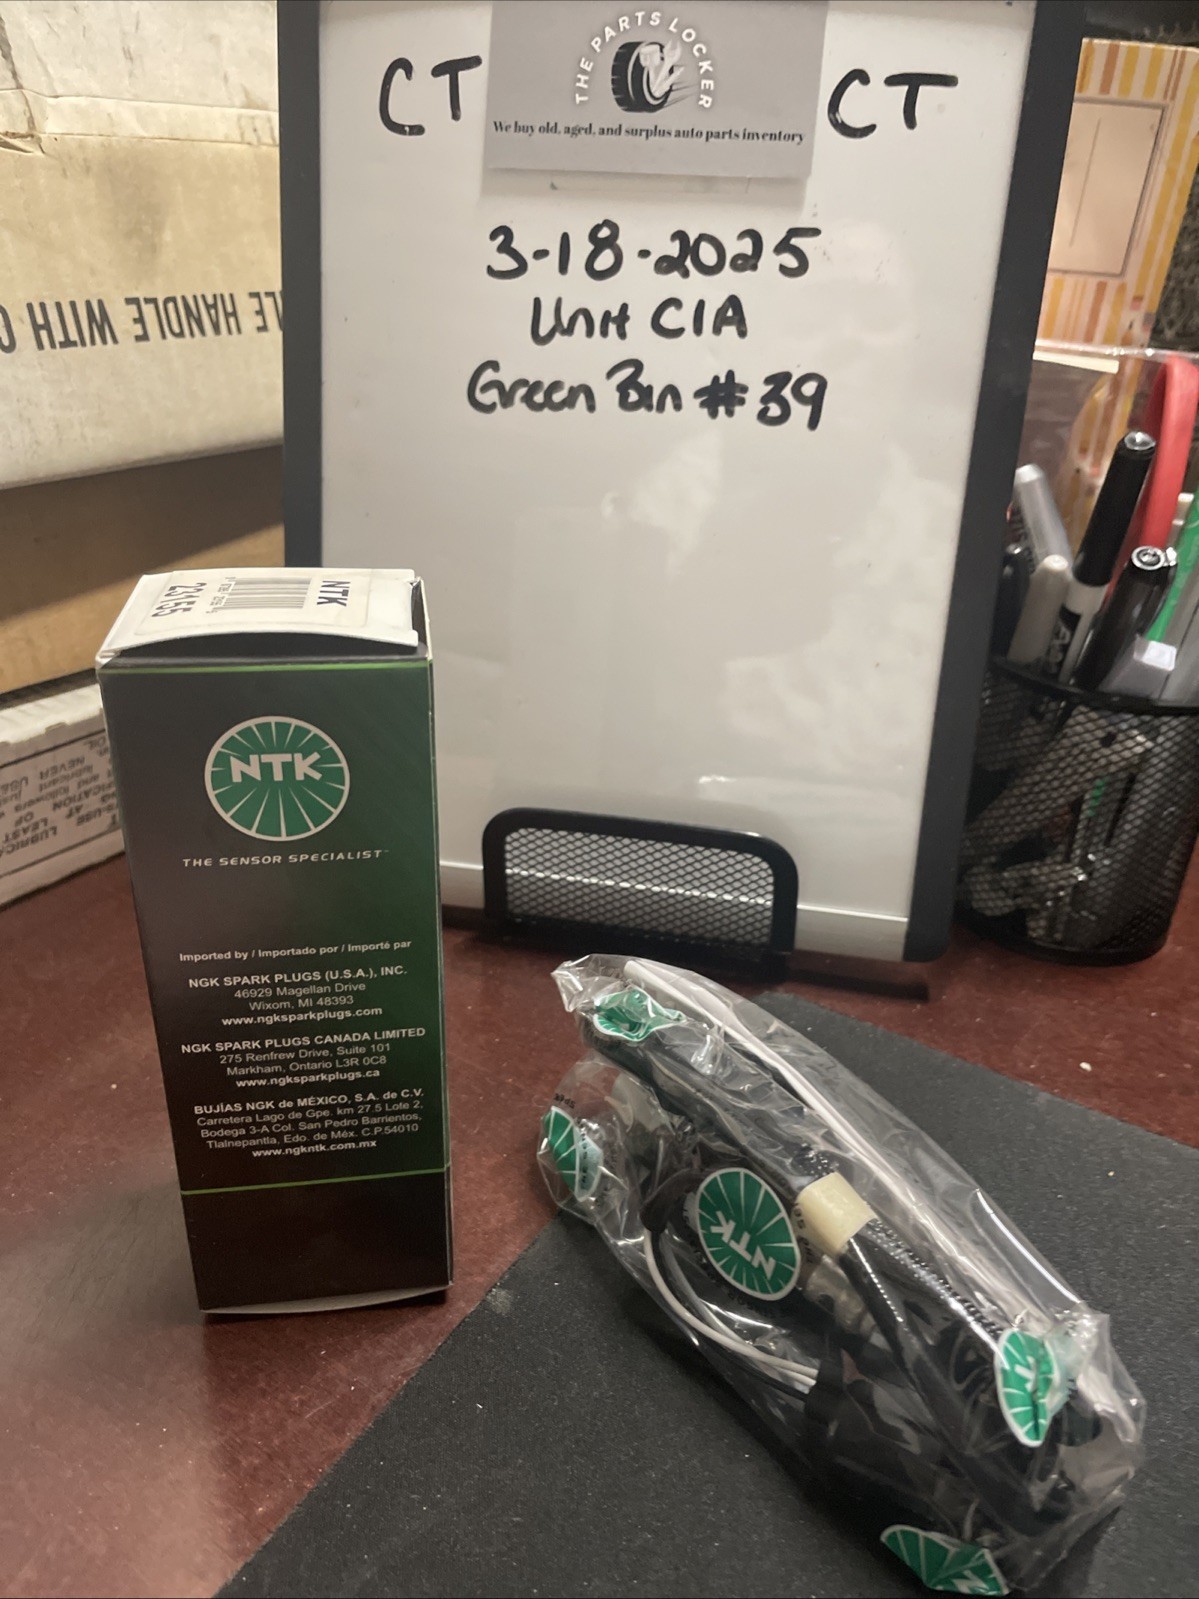 THE PARTS LOCKER
We buy old, aged, and surplus auto parts inventory
CT CT
3-18-2025
Unit C1A
Green Bin #39
HANDLE WITH
NTK
23155
NTK
THE SENSOR SPECIALIST™
Imported by / Importado por / Importé par
NGK SPARK PLUGS (U.S.A.), INC.
46929 Magellan Drive
Wixom, MI 48393
www.ngksparkplugs.com
NGK SPARK PLUGS CANADA LIMITED
275 Renfrew Drive, Suite 101
Markham, Ontario L3R 0C8
www.ngksparkplugs.ca
BUJÍAS NGK de MÉXICO, S.A. de C.V.
Carretera Lago de Gpe. km 27.5 Lote 2,
Bodega 3-A Col. San Pedro Barrientos,
Tlalnepantla, Edo. de Méx. C.P.54010
www.ngkntk.com.mx
NTK